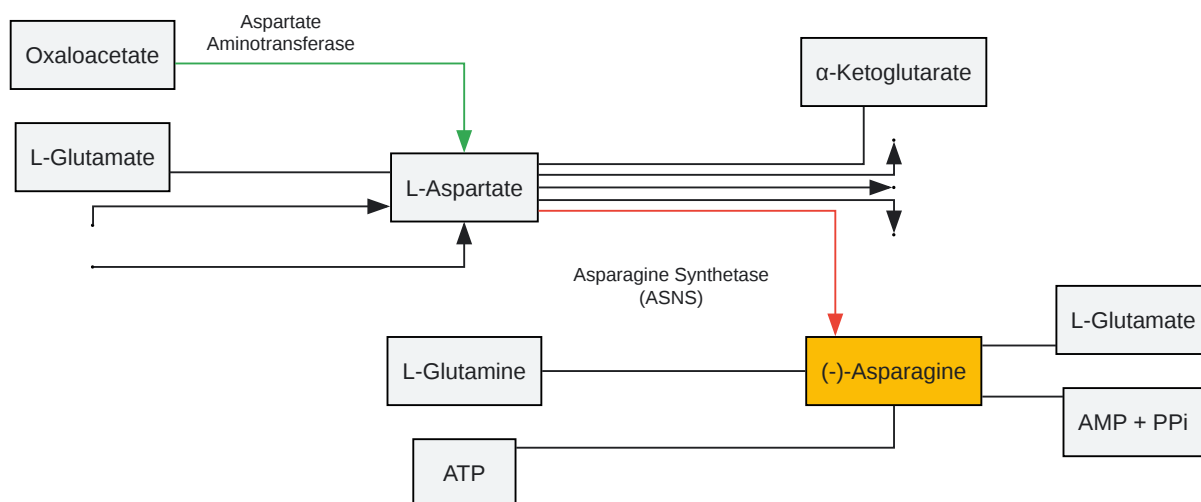 Aspartate
Aminotransferase
Oxaloacetate
α-Ketoglutarate
L-Glutamate
L-Aspartate
Asparagine Synthetase
(ASNS)
L-Glutamate
L-Glutamine
(-)-Asparagine
AMP + PPi
ATP